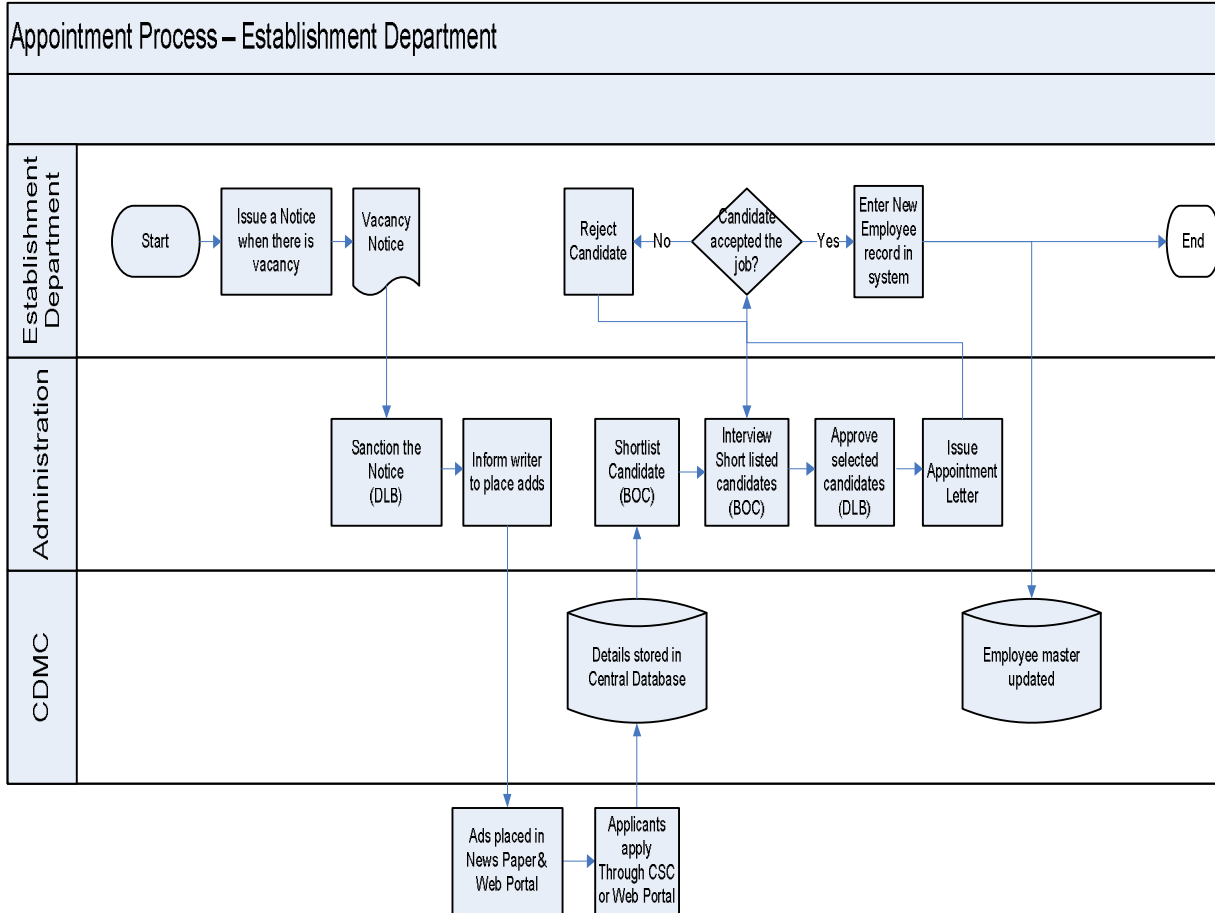 Appointment Process – Establishment Department
Establishment
Department
Start
Issue a Notice
when there is
vacancy
Vacancy
Notice
Reject
Candidate
No
Candidate
accepted the
job?
Yes
Enter New
Employee
record in
system
End
Administration
Sanction the
Notice
(DLB)
Inform writer
to place adds
Shortlist
Candidate
(BOC)
Interview
Short listed
candidates
(BOC)
Approve
selected
candidates
(DLB)
Issue
Appointment
Letter
CDMC
Details stored in
Central Database
Employee master
updated
Ads placed in
News Paper &
Web Portal
Applicants
apply
Through CSC
or Web Portal